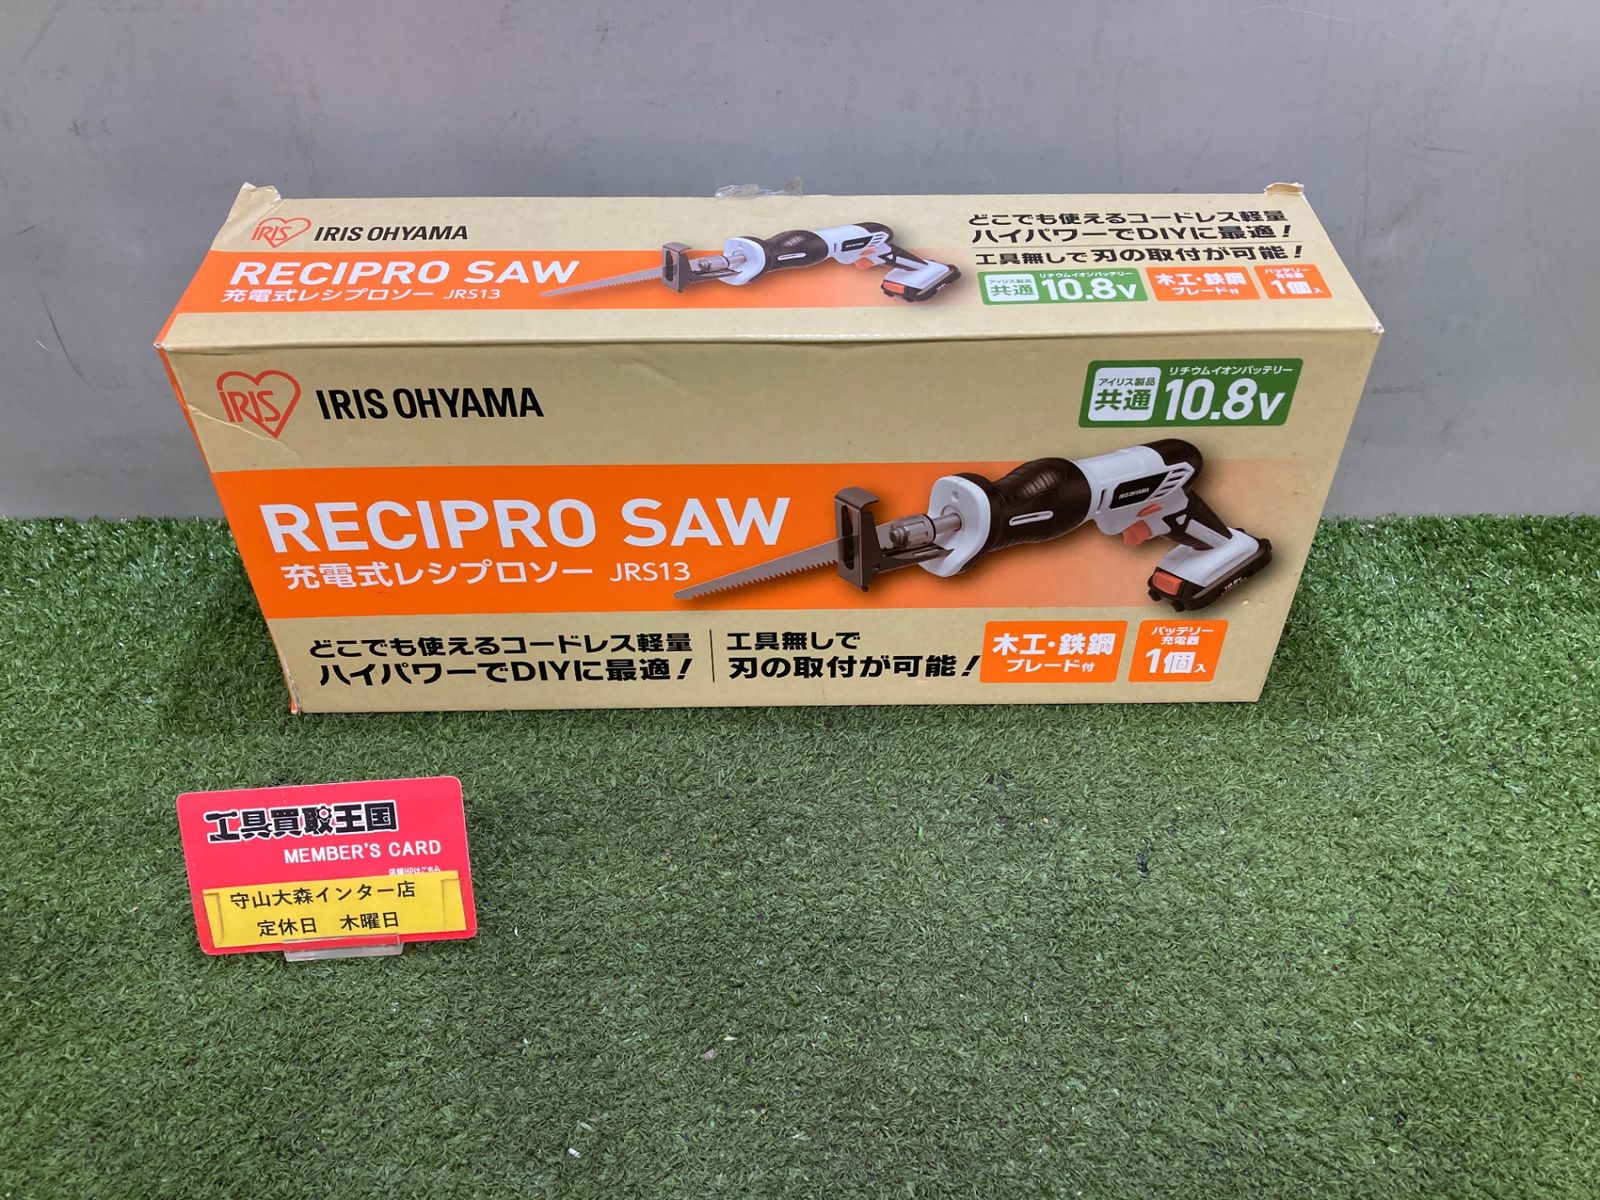 IRIS IRIS OHYAMA
RECIPRO SAW
充電式レシプロソー JRS13
どこでも使えるコードレス軽量
ハイパワーでDIYに最適!
工具無しで刃の取付が可能!
アイリス製品
共通
リチウムイオンバッテリー
10.8V
木工・鉄鋼
ブレード付
バッテリー
充電器
1個入
IRIS IRIS OHYAMA
アイリス製品
共通
リチウムイオンバッテリー
10.8V
RECIPRO SAW
充電式レシプロソー JRS13
IRIS OHYAMA
どこでも使えるコードレス軽量
ハイパワーでDIYに最適!
工具無しで
刃の取付が可能!
木工・鉄鋼
ブレード付
バッテリー
充電器
1個入
工具買取王国
MEMBER'S CARD
店舗HPはこちら
守山大森インター店
定休日 木曜日